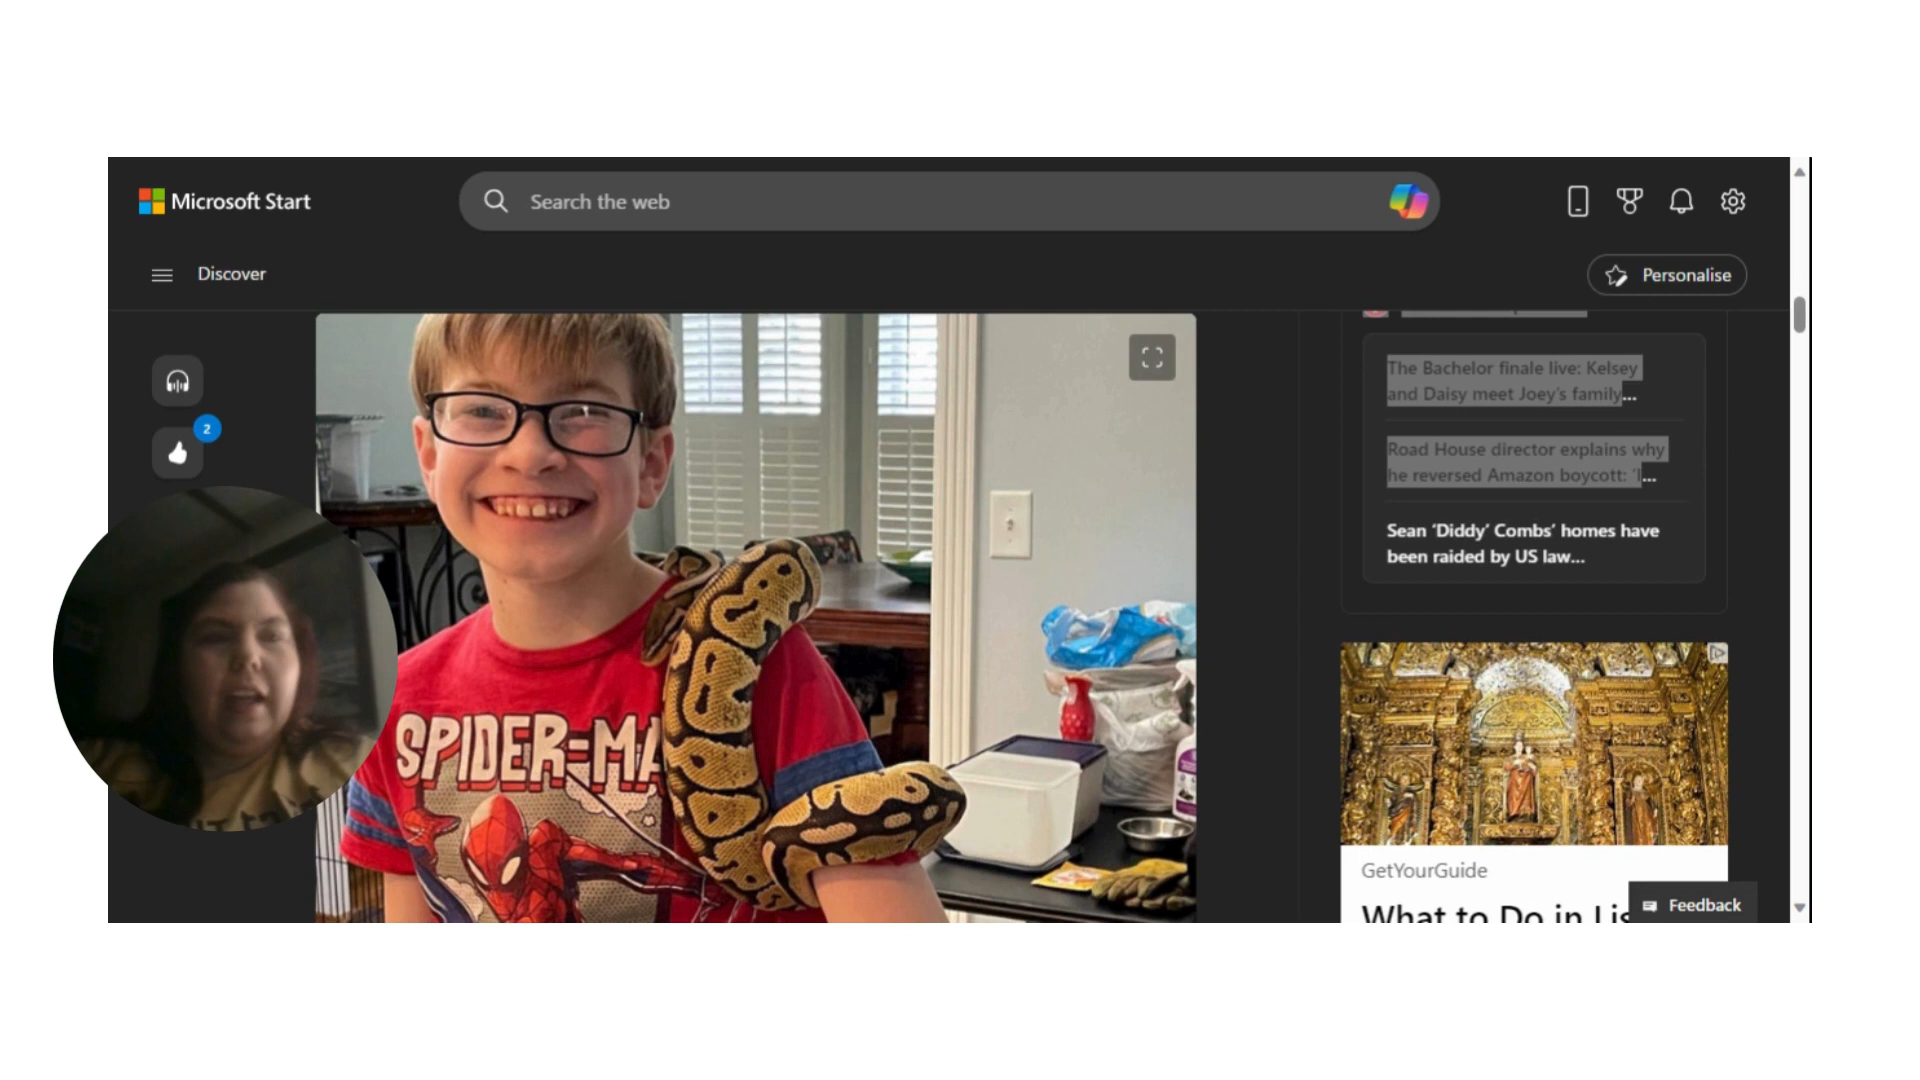 Microsoft Start
Search the web
Discover
Personalise
2
The Bachelor finale live: Kelsey
and Daisy meet Joey's family...
Road House director explains why
he reversed Amazon boycott: 'I...
Sean 'Diddy' Combs' homes have
been raided by US law...
SPIDER-MA
GetYourGuide
What to Do in Lis
Feedback